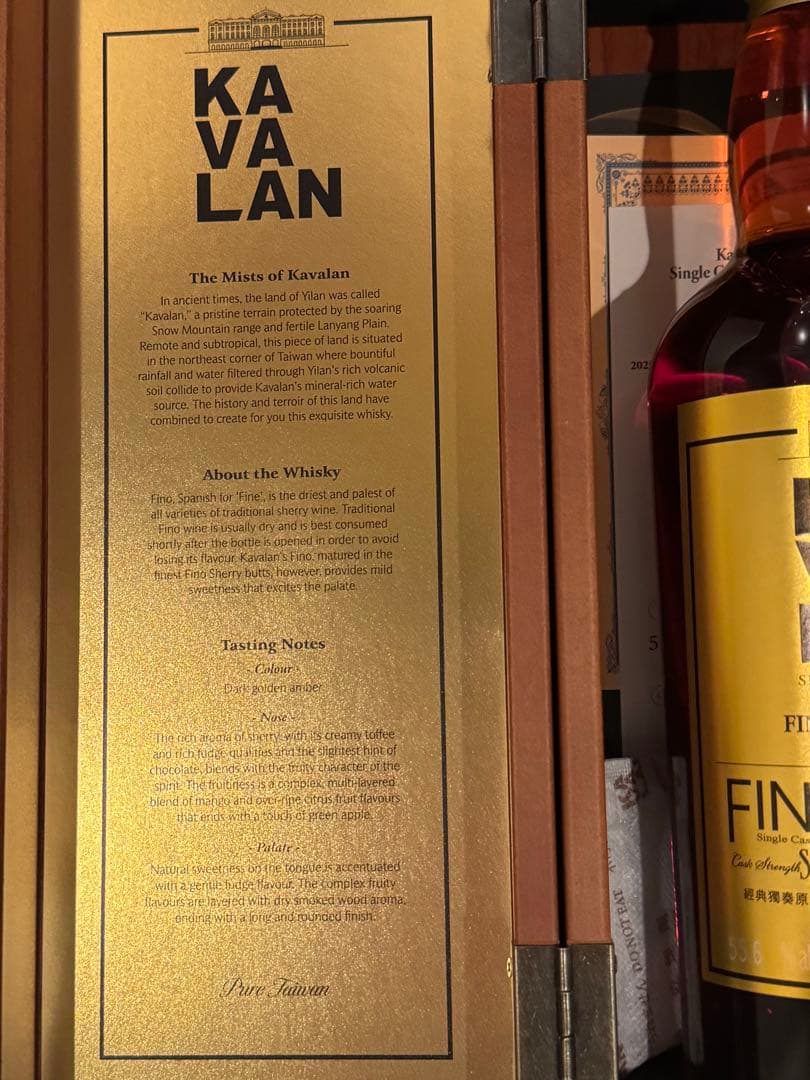 KA
VA
LAN
The Mists of Kavalan
In ancient times, the land of Yilan was called
"Kavalan," a pristine terrain protected by the soaring
Snow Mountain range and fertile Lanyang Plain.
Remote and subtropical, this piece of land is situated
in the northeast corner of Taiwan where bountiful
rainfall and water filtered through Yilan's rich volcanic
soil collide to provide Kavalan's mineral-rich water
source. The history and terroir of this land have
combined to create for you this exquisite whisky.
About the Whisky
Fino, Spanish for 'Fine', is the driest and palest of
all varieties of traditional sherry wine. Traditional
Fino wine is usually dry and is best consumed
shortly after the bottle is opened in order to avoid
losing its flavour. Kavalan's Fino, matured in the
finest Fino Sherry butts, however, provides mild
sweetness that excites the palate.
Tasting Notes
- Colour -
Dark golden amber
- Nose -
The rich aroma of sherry with its creamy toffee
and rich fudge qualities and the slightest hint of
chocolate, blends with the fruity character of the
spirit. The fruitiness is a complex, multi-layered
blend of mango and over-ripe citrus fruit flavours
that ends with a touch of green apple.
- Palate -
Natural sweetness on the tongue is accentuated
with a gentle fudge flavour. The complex fruity
flavours are layered with dry smoked wood aroma,
ending with a long and rounded finish.
Pure Taiwan
Ka
Single C
202
5
DO NOT EAT
S
FI
FIN
Single Cas
Cask Strength S
經典獨奏原
55.6